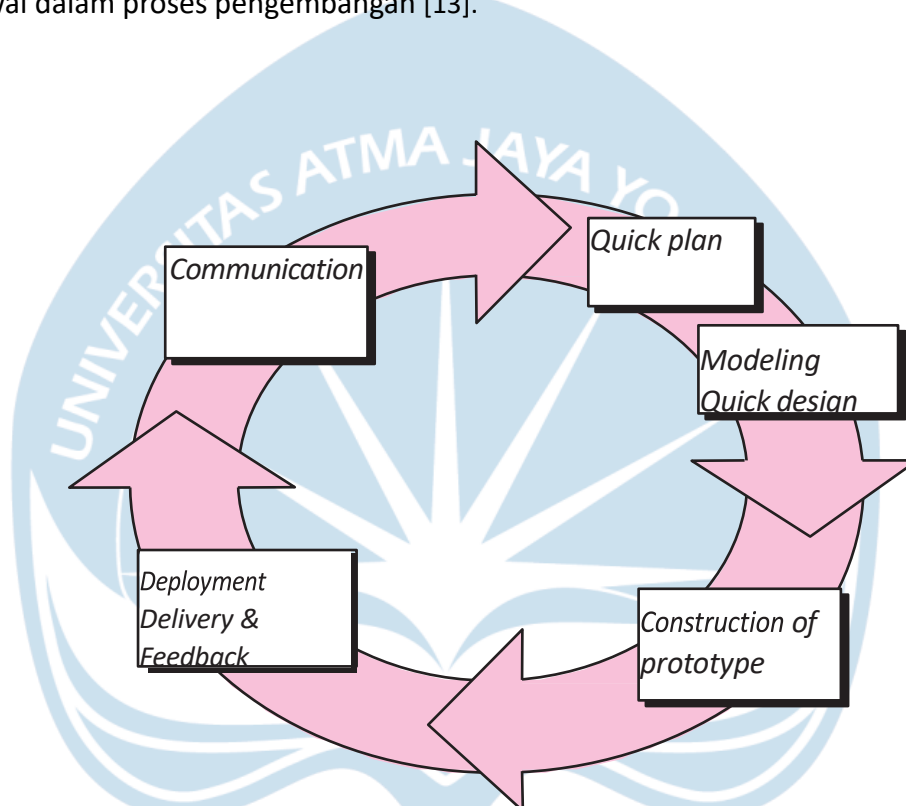 dalam proses pengembangan [13].
UNIVERSITAS ATMA JAYA YO
Communication
Quick plan
Modeling
Quick design
Deployment
Delivery &
Feedback
Construction of
prototype